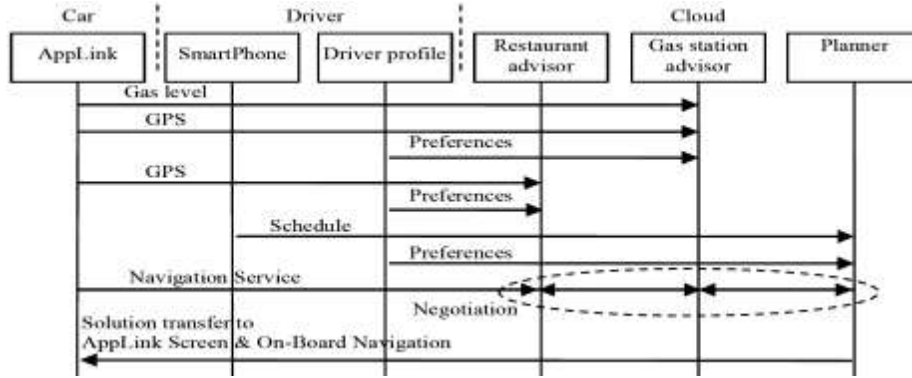 Car Driver Cloud
AppLink SmartPhone Driver profile Restaurant advisor Gas station advisor Planner
Gas level
GPS
Preferences
GPS
Preferences
Schedule
Preferences
Navigation Service
Negotiation
Solution transfer to
AppLink Screen & On-Board Navigation